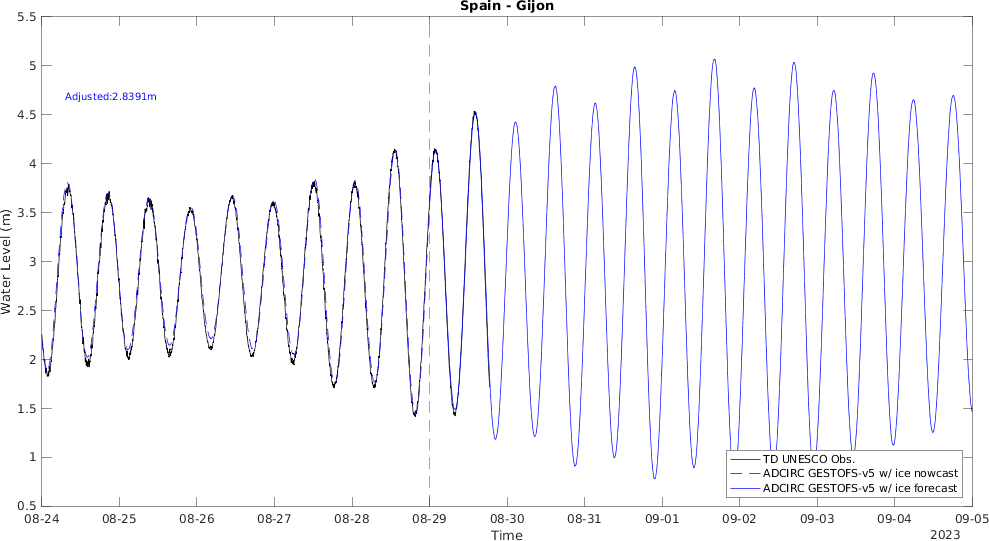 Spain - Gijon
5.5
5
4.5
4
3.5
3
2.5
2
1.5
1
0.5
Water Level (m)
Adjusted:2.8391m
TD UNESCO Obs.
ADCIRC GESTOFS-v5 w/ ice nowcast
ADCIRC GESTOFS-v5 w/ ice forecast
08-24 08-25 08-26 08-27 08-28 08-29 08-30 08-31 09-01 09-02 09-03 09-04 09-05
Time
2023